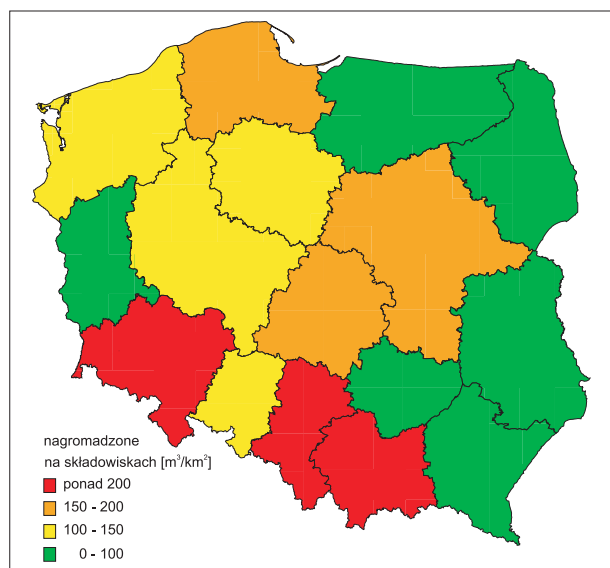 nagromadzone
na składowiskach [m³/km²]
ponad 200
150 - 200
100 - 150
0 - 100